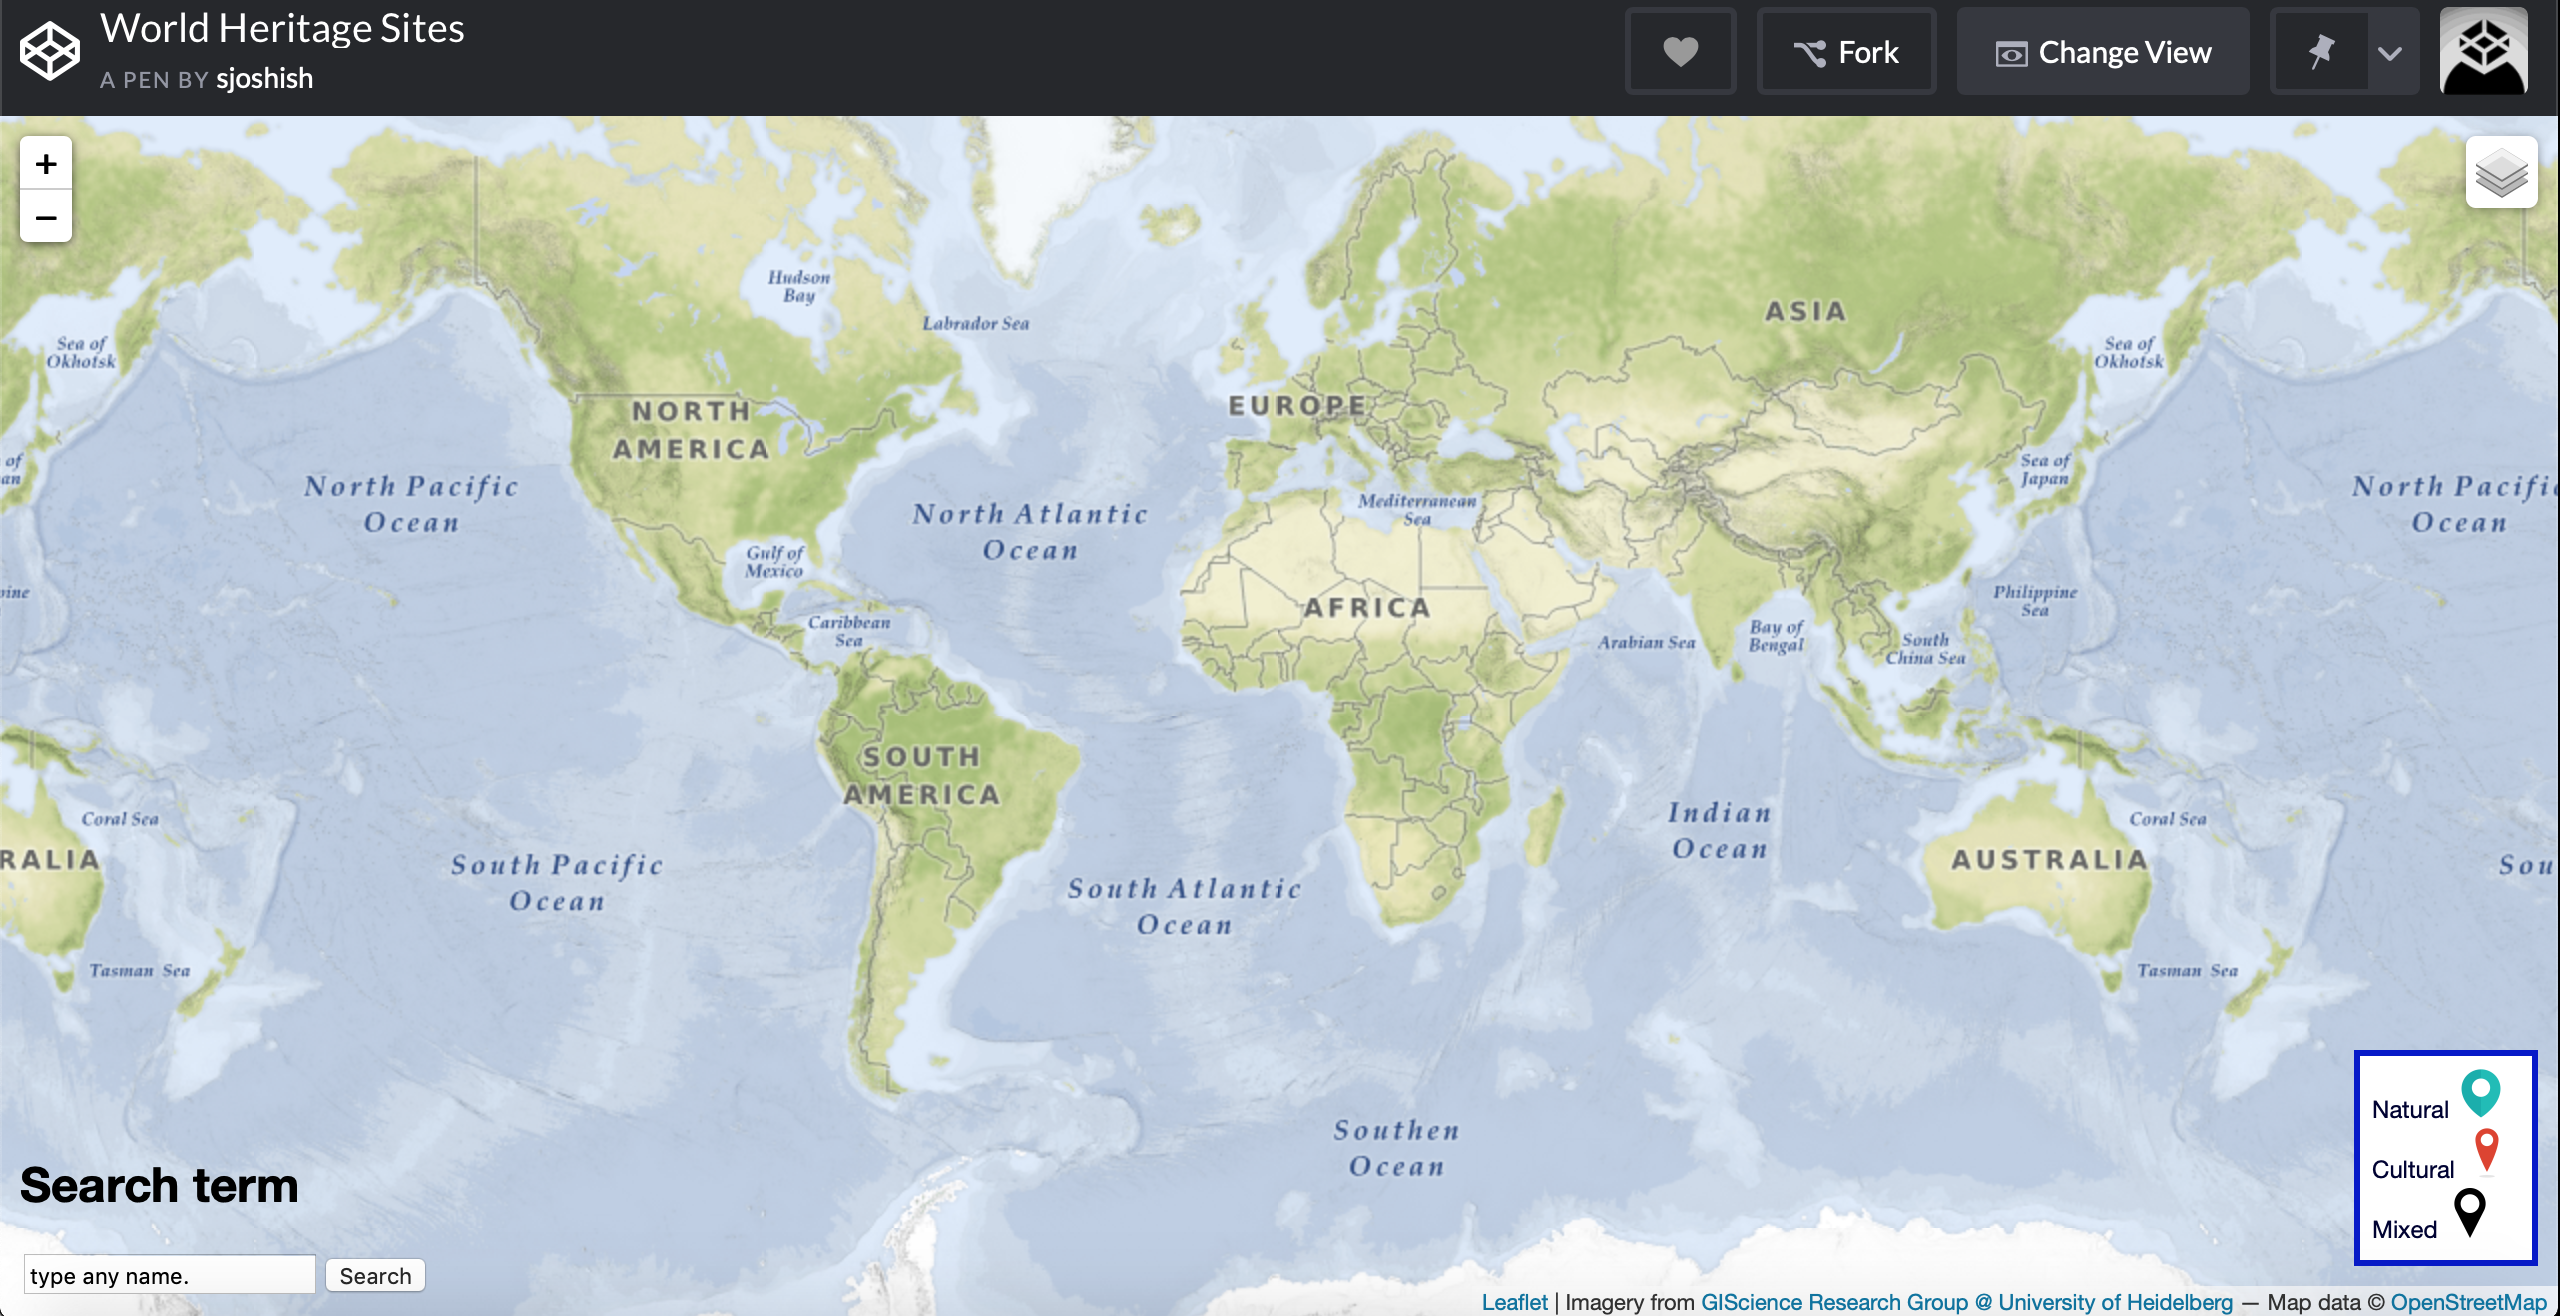 World Heritage Sites
A PEN BY sjoshish
Fork
Change View
+
−
Hudson
Bay
Labrador Sea
ASIA
Sea of
Okhotsk
Sea of
Okhotsk
NORTH
AMERICA
EUROPE
of
an
North Pacific
Ocean
North Atlantic
Ocean
Mediterranean
Sea
Sea of
Japan
North Pacifi
Ocean
Gulf of
Mexico
ine
Caribbean
Sea
AFRICA
Arabian Sea
Bay of
Bengal
South
China Sea
Philippine
Sea
SOUTH
AMERICA
Coral Sea
Indian
Ocean
Coral Sea
RALIA
AUSTRALIA
South Pacific
Ocean
South Atlantic
Ocean
Sou
Tasman Sea
Tasman Sea
Southen
Ocean
Natural
Cultural
Mixed
Search term
type any name.
Search
Leaflet | Imagery from GIScience Research Group @ University of Heidelberg — Map data © OpenStreetMap